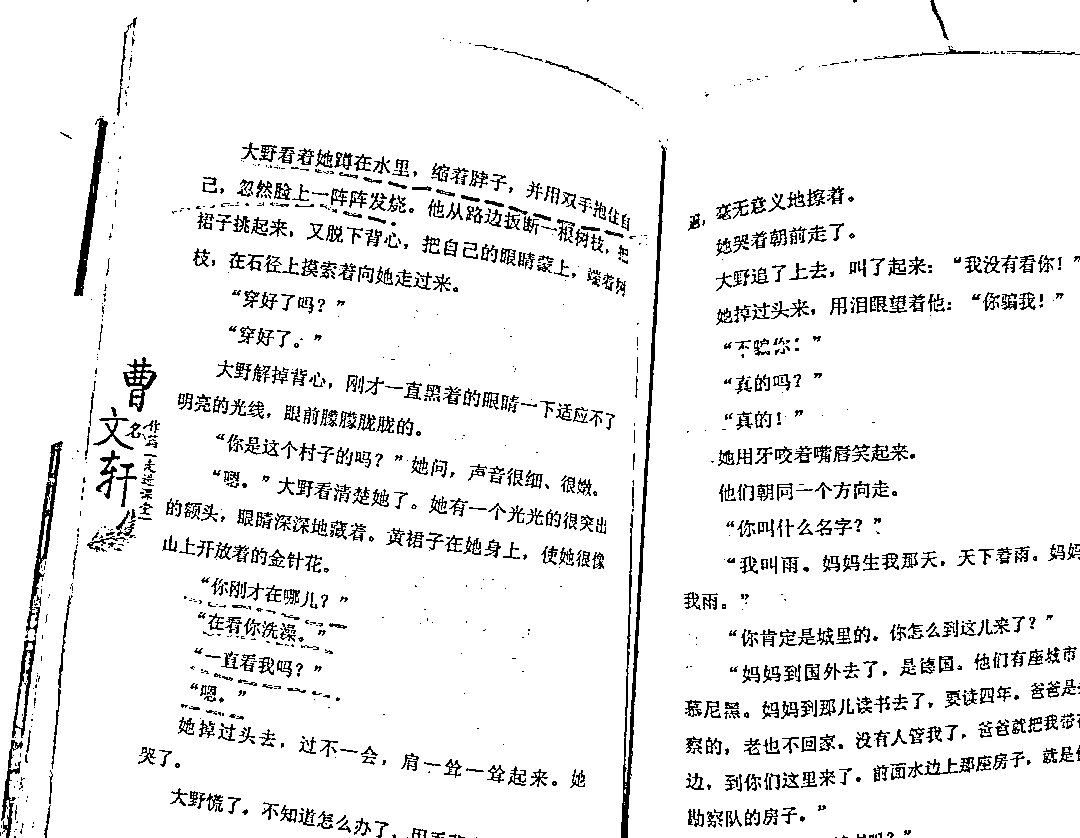 大野看着她蹲在水里，缩着脖子，并用双手抱住自
己，忽然脸上一阵阵发烧。他从路边扳断一根树枝，把
裙子挑起来，又脱下背心，把自己的眼睛蒙上，端着树
枝，在石径上摸索着向她走过来。
“穿好了吗？”
“穿好了。”
大野解掉背心，刚才一直黑着的眼睛一下适应不了
明亮的光线，眼前朦朦胧胧的。
“你是这个村子的吗？”她问，声音很细、很嫩。
“嗯。”大野看清楚她了。她有一个光光的很突出
的额头，眼睛深深地藏着。黄裙子在她身上，使她很像
山上开放着的金针花。
“你刚才在哪儿？”
“在看你洗澡。”
“一直看我吗？”
“嗯。”
她掉过头去，过不一会，肩一耸一耸起来。她
哭了。
大野慌了。不知道怎么办了，用手
曹文轩
名作走进课堂
，毫无意义地擦着。
她哭着朝前走了。
大野追了上去，叫了起来：“我没有看你！”
她掉过头来，用泪眼望着他：“你骗我！”
“不骗你！”
“真的吗？”
“真的！”
她用牙咬着嘴唇笑起来。
他们朝同一个方向走。
“你叫什么名字？”
“我叫雨。妈妈生我那天，天下着雨。妈妈
我雨。”
“你肯定是城里的。你怎么到这儿来了？”
“妈妈到国外去了，是德国。他们有座城市
慕尼黑。妈妈到那儿读书去了，要读四年。爸爸是
察的，老也不回家。没有人管我了，爸爸就把我带
边，到你们这里来了。前面水边上那座房子，就是
勘察队的房子。”
吗？”